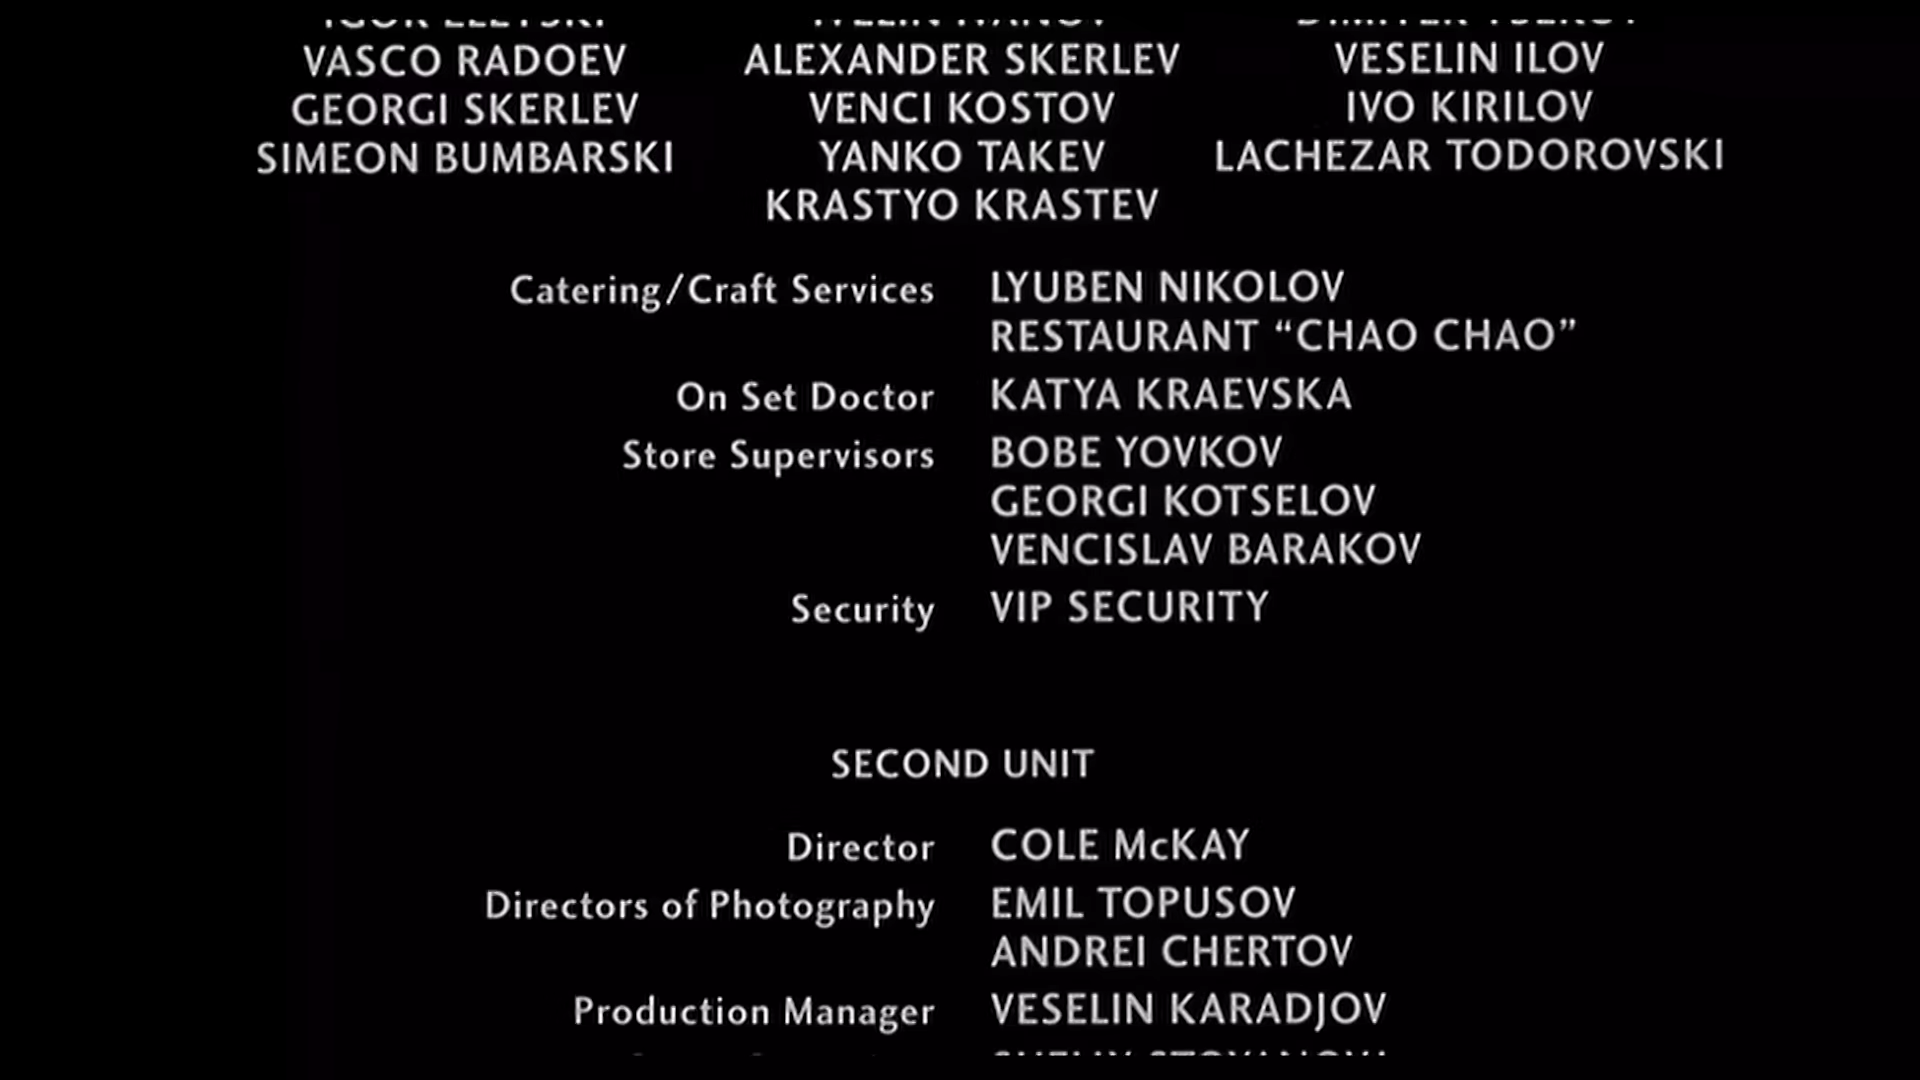 VASCO RADOEV ALEXANDER SKERLEV VESELIN ILOV
GEORGI SKERLEV VENCI KOSTOV IVO KIRILOV
SIMEON BUMBARSKI YANKO TAKEV LACHEZAR TODOROVSKI
KRASTYO KRASTEV
Catering/Craft Services LYUBEN NIKOLOV
RESTAURANT “CHAO CHAO”
On Set Doctor KATYA KRAEVSKA
Store Supervisors BOBE YOVKOV
GEORGI KOTSELOV
VENCISLAV BARAKOV
Security VIP SECURITY
SECOND UNIT
Director COLE McKAY
Directors of Photography EMIL TOPUSOV
ANDREI CHERTOV
Production Manager VESELIN KARADJOV